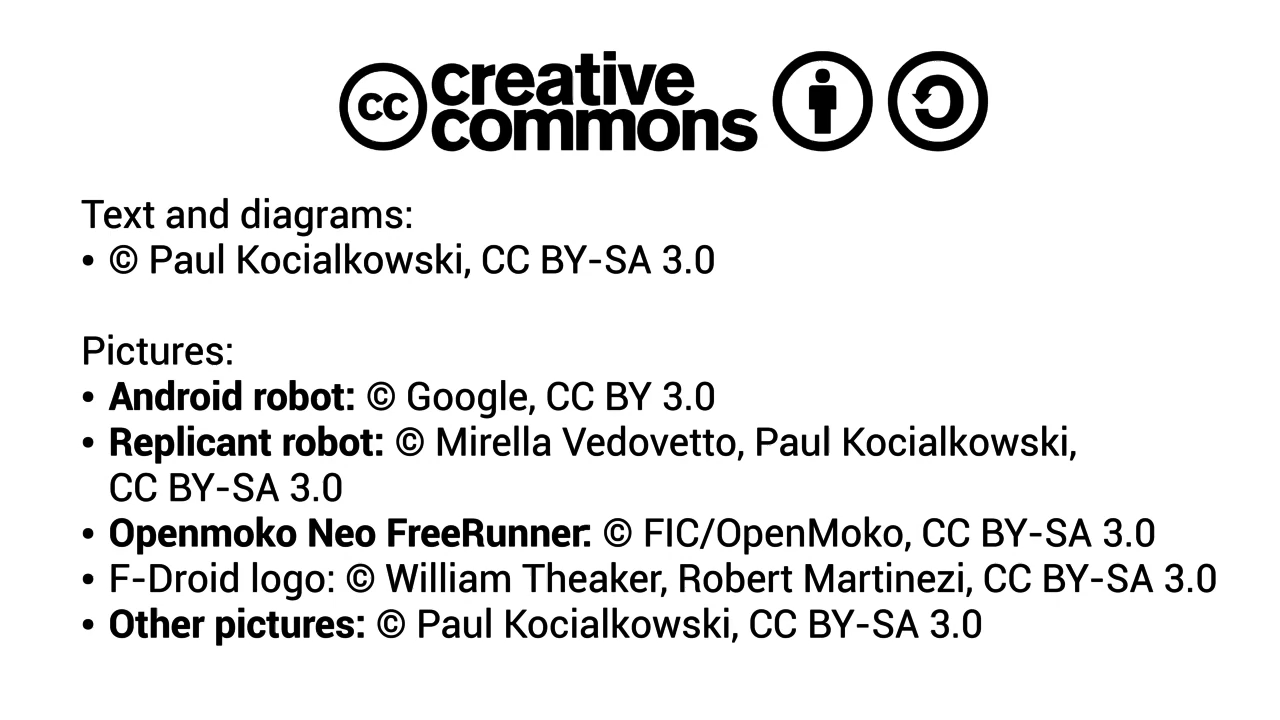 cc creative
commons
Text and diagrams:
• © Paul Kocialkowski, CC BY-SA 3.0
Pictures:
• Android robot: © Google, CC BY 3.0
• Replicant robot: © Mirella Vedovetto, Paul Kocialkowski,
CC BY-SA 3.0
• Openmoko Neo FreeRunner: © FIC/OpenMoko, CC BY-SA 3.0
• F-Droid logo: © William Theaker, Robert Martinezi, CC BY-SA 3.0
• Other pictures: © Paul Kocialkowski, CC BY-SA 3.0